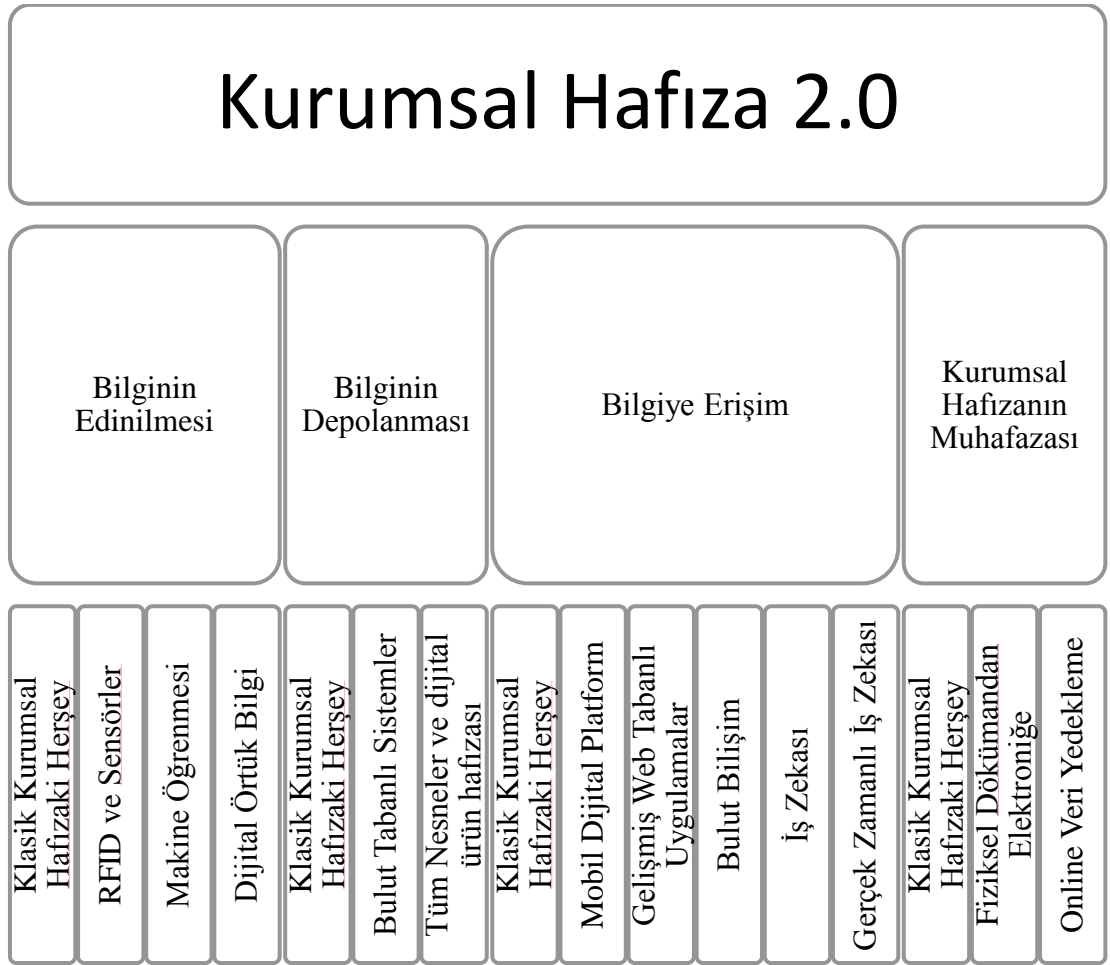 Kurumsal Hafıza 2.0
Bilginin
Edinilmesi
Bilginin
Depolanması
Bilgiye Erişim
Kurumsal
Hafızanın
Muhafazası
Klasik Kurumsal
Hafızaki Herşey
RFID ve Sensörler
Makine Öğrenmesi
Dijital Örtük Bilgi
Klasik Kurumsal
Hafızaki Herşey
Bulut Tabanlı Sistemler
Tüm Nesneler ve dijital
ürün hafızası
Klasik Kurumsal
Hafızaki Herşey
Mobil Dijital Platform
Gelişmiş Web Tabanlı
Uygulamalar
Bulut Bilişim
İş Zekası
Gerçek Zamanlı İş Zekası
Klasik Kurumsal
Hafızaki Herşey
Fiziksel Dökümandan
Elektroniğe
Online Veri Yedekleme